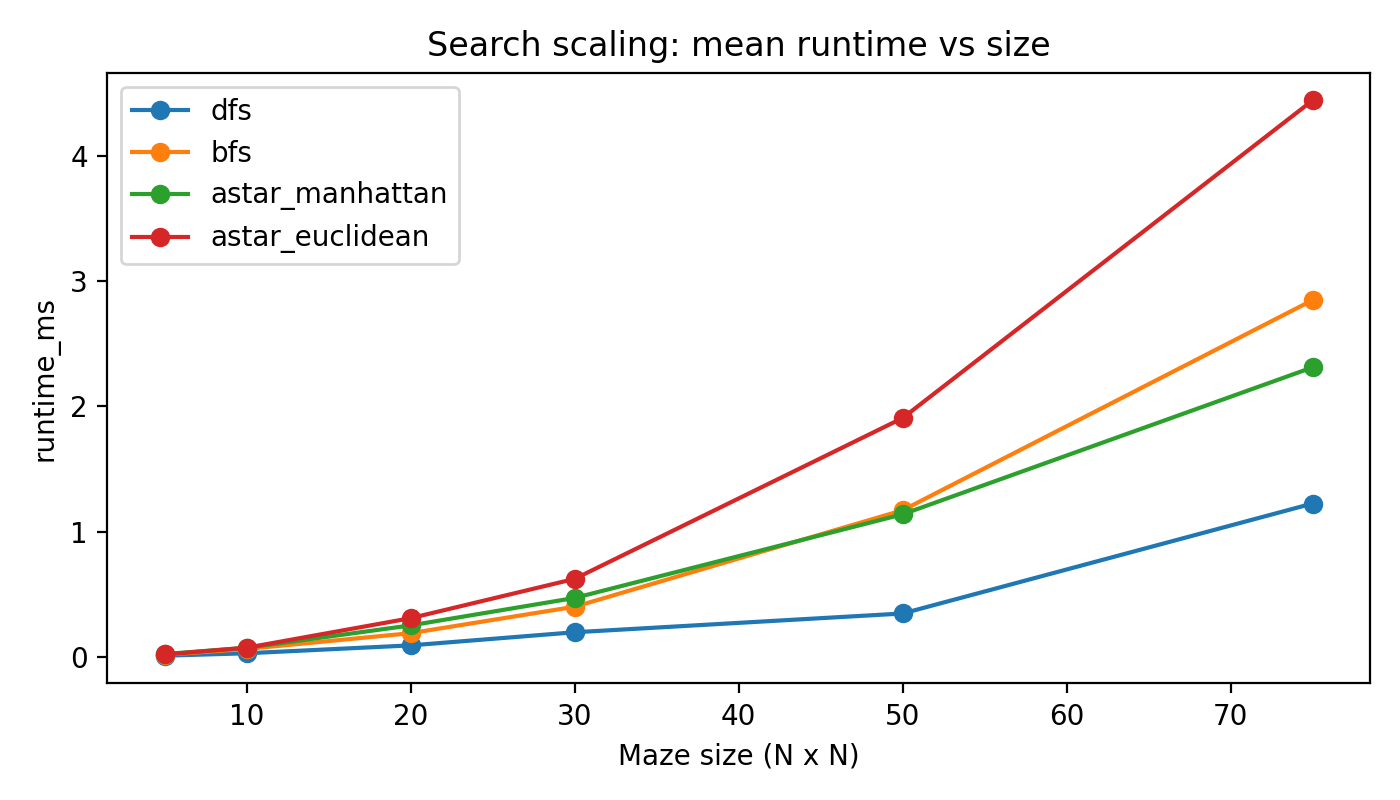 Search scaling: mean runtime vs size
dfs
bfs
astar_manhattan
astar_euclidean
runtime_ms
4
3
2
1
0
10 20 30 40 50 60 70
Maze size (N x N)